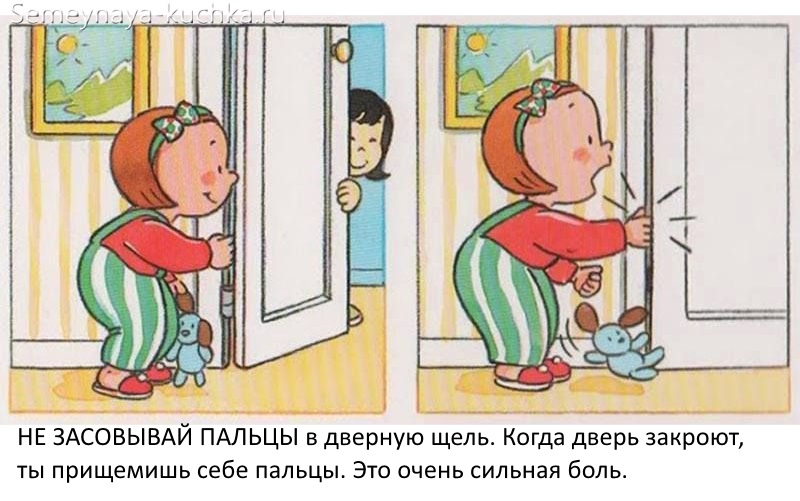 Semeynaya-kuchka.ru
НЕ ЗАСОВЫВАЙ ПАЛЬЦЫ в дверную щель. Когда дверь закроют,
ты прищемишь себе пальцы. Это очень сильная боль.